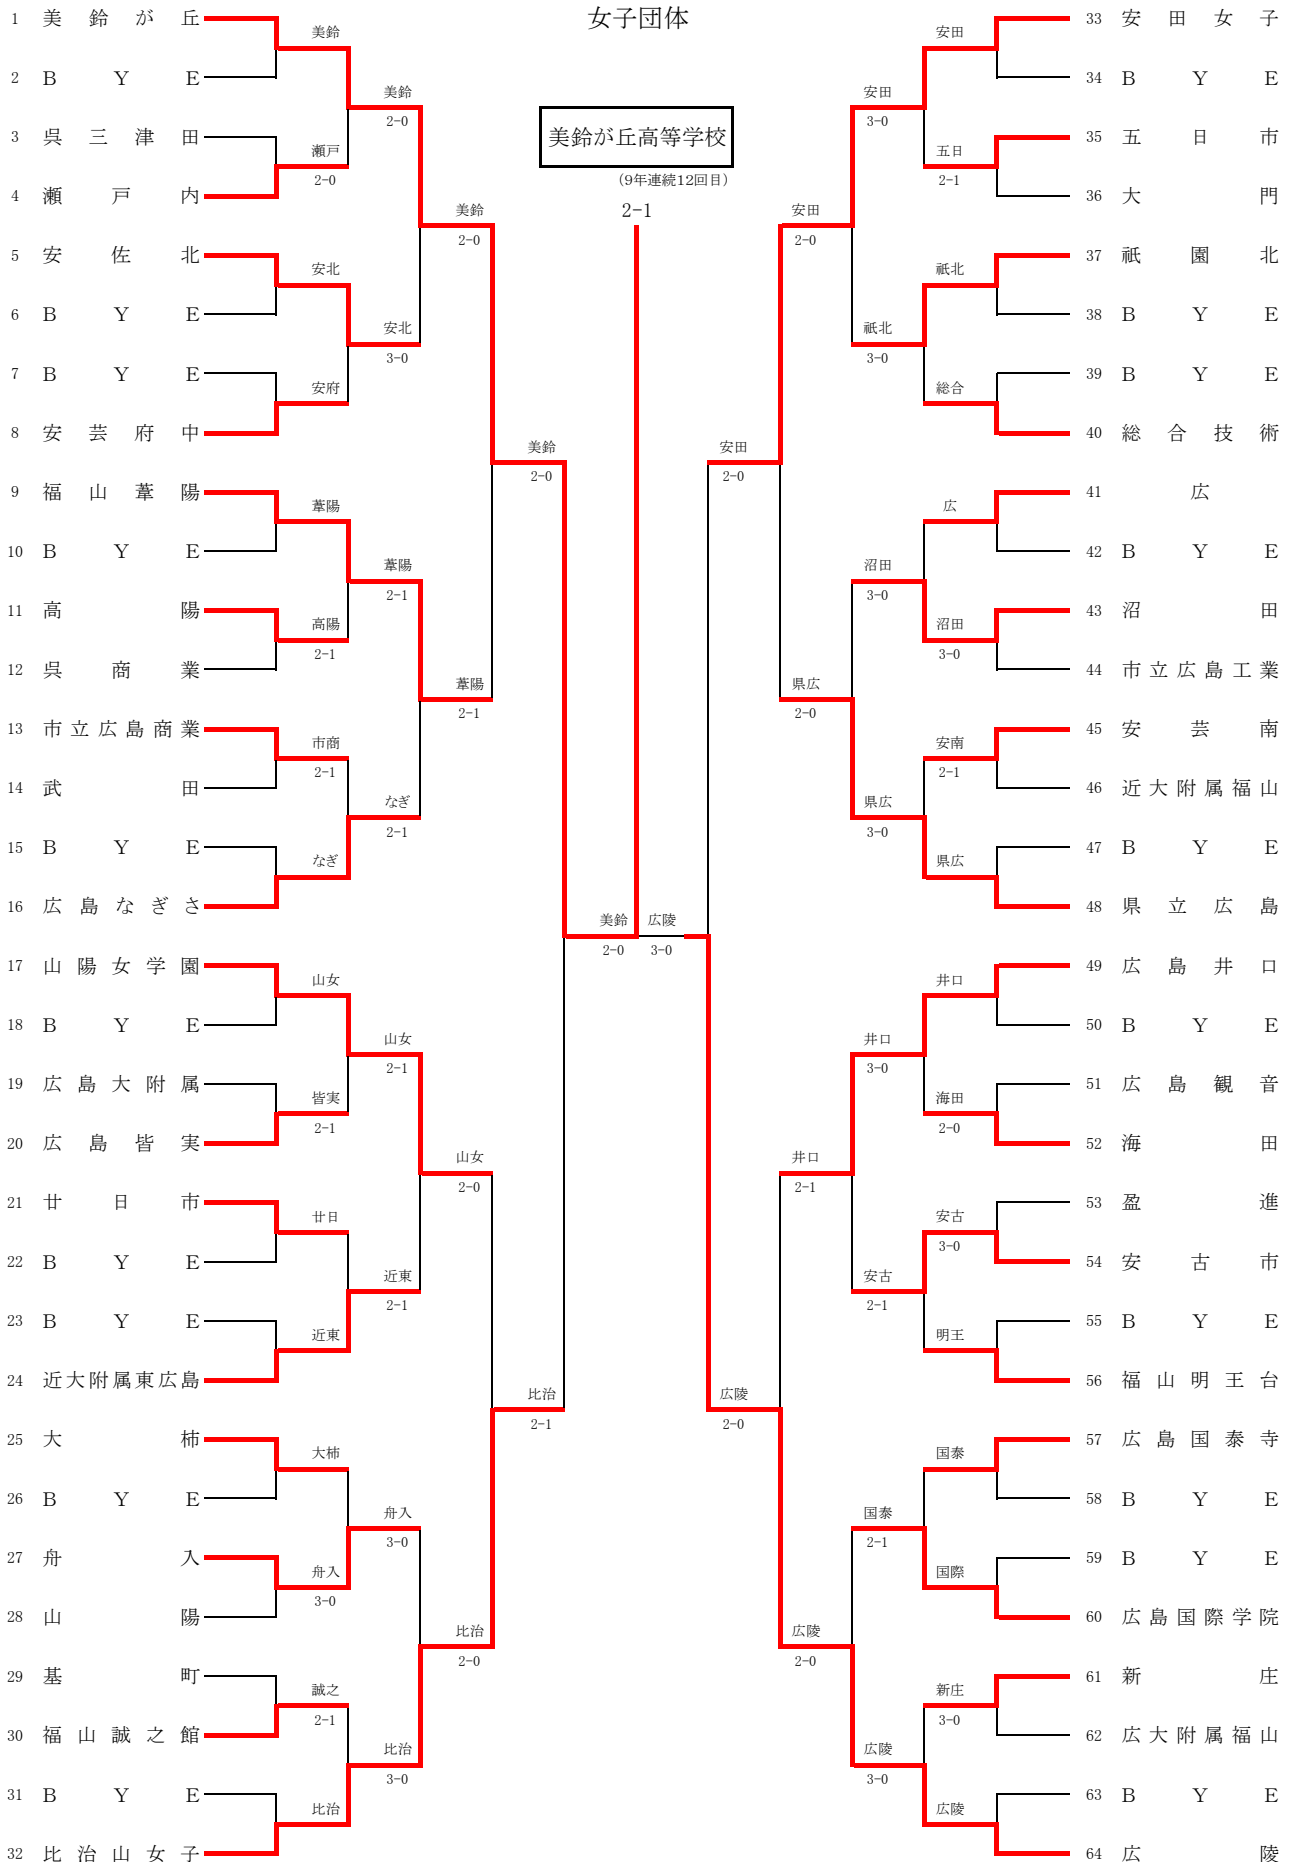 女子団体
美鈴が丘高等学校
(9年連続12回目)
2-1
1 美鈴が丘
2 BYE
3 呉三津田
4 瀬戸内
5 安佐北
6 BYE
7 BYE
8 安芸府中
9 福山葦陽
10 BYE
11 高陽
12 呉商業
13 市立広島商業
14 武田
15 BYE
16 広島なぎさ
17 山陽女学園
18 BYE
19 広島大附属
20 広島皆実
21 廿日市
22 BYE
23 BYE
24 近大附属東広島
25 大柿
26 BYE
27 舟入
28 山陽
29 基町
30 福山誠之館
31 BYE
32 比治山女子
美鈴
瀬戸
2-0
安北
安府
葦陽
高陽
2-1
市商
2-1
なぎ
山女
皆実
2-1
廿日
近東
大柿
舟入
3-0
誠之
2-1
比治
美鈴
2-0
安北
3-0
葦陽
2-1
なぎ
2-1
山女
2-1
近東
2-1
舟入
3-0
比治
3-0
美鈴
2-0
葦陽
2-1
山女
2-0
比治
2-0
美鈴
2-0
比治
2-1
美鈴
2-0
広陵
3-0
安田
2-0
広陵
2-0
安田
2-0
県広
2-0
井口
2-1
広陵
2-0
安田
3-0
祇北
3-0
沼田
3-0
県広
3-0
井口
3-0
安古
2-1
国泰
2-1
広陵
3-0
安田
五日
2-1
祇北
総合
広
沼田
3-0
安南
2-1
県広
井口
海田
2-0
安古
3-0
明王
国泰
国際
新庄
3-0
広陵
33 安田女子
34 BYE
35 五日市
36 大門
37 祇園北
38 BYE
39 BYE
40 総合技術
41 広
42 BYE
43 沼田
44 市立広島工業
45 安芸南
46 近大附属福山
47 BYE
48 県立広島
49 広島井口
50 BYE
51 広島観音
52 海田
53 盈進
54 安古市
55 BYE
56 福山明王台
57 広島国泰寺
58 BYE
59 BYE
60 広島国際学院
61 新庄
62 広大附属福山
63 BYE
64 広陵